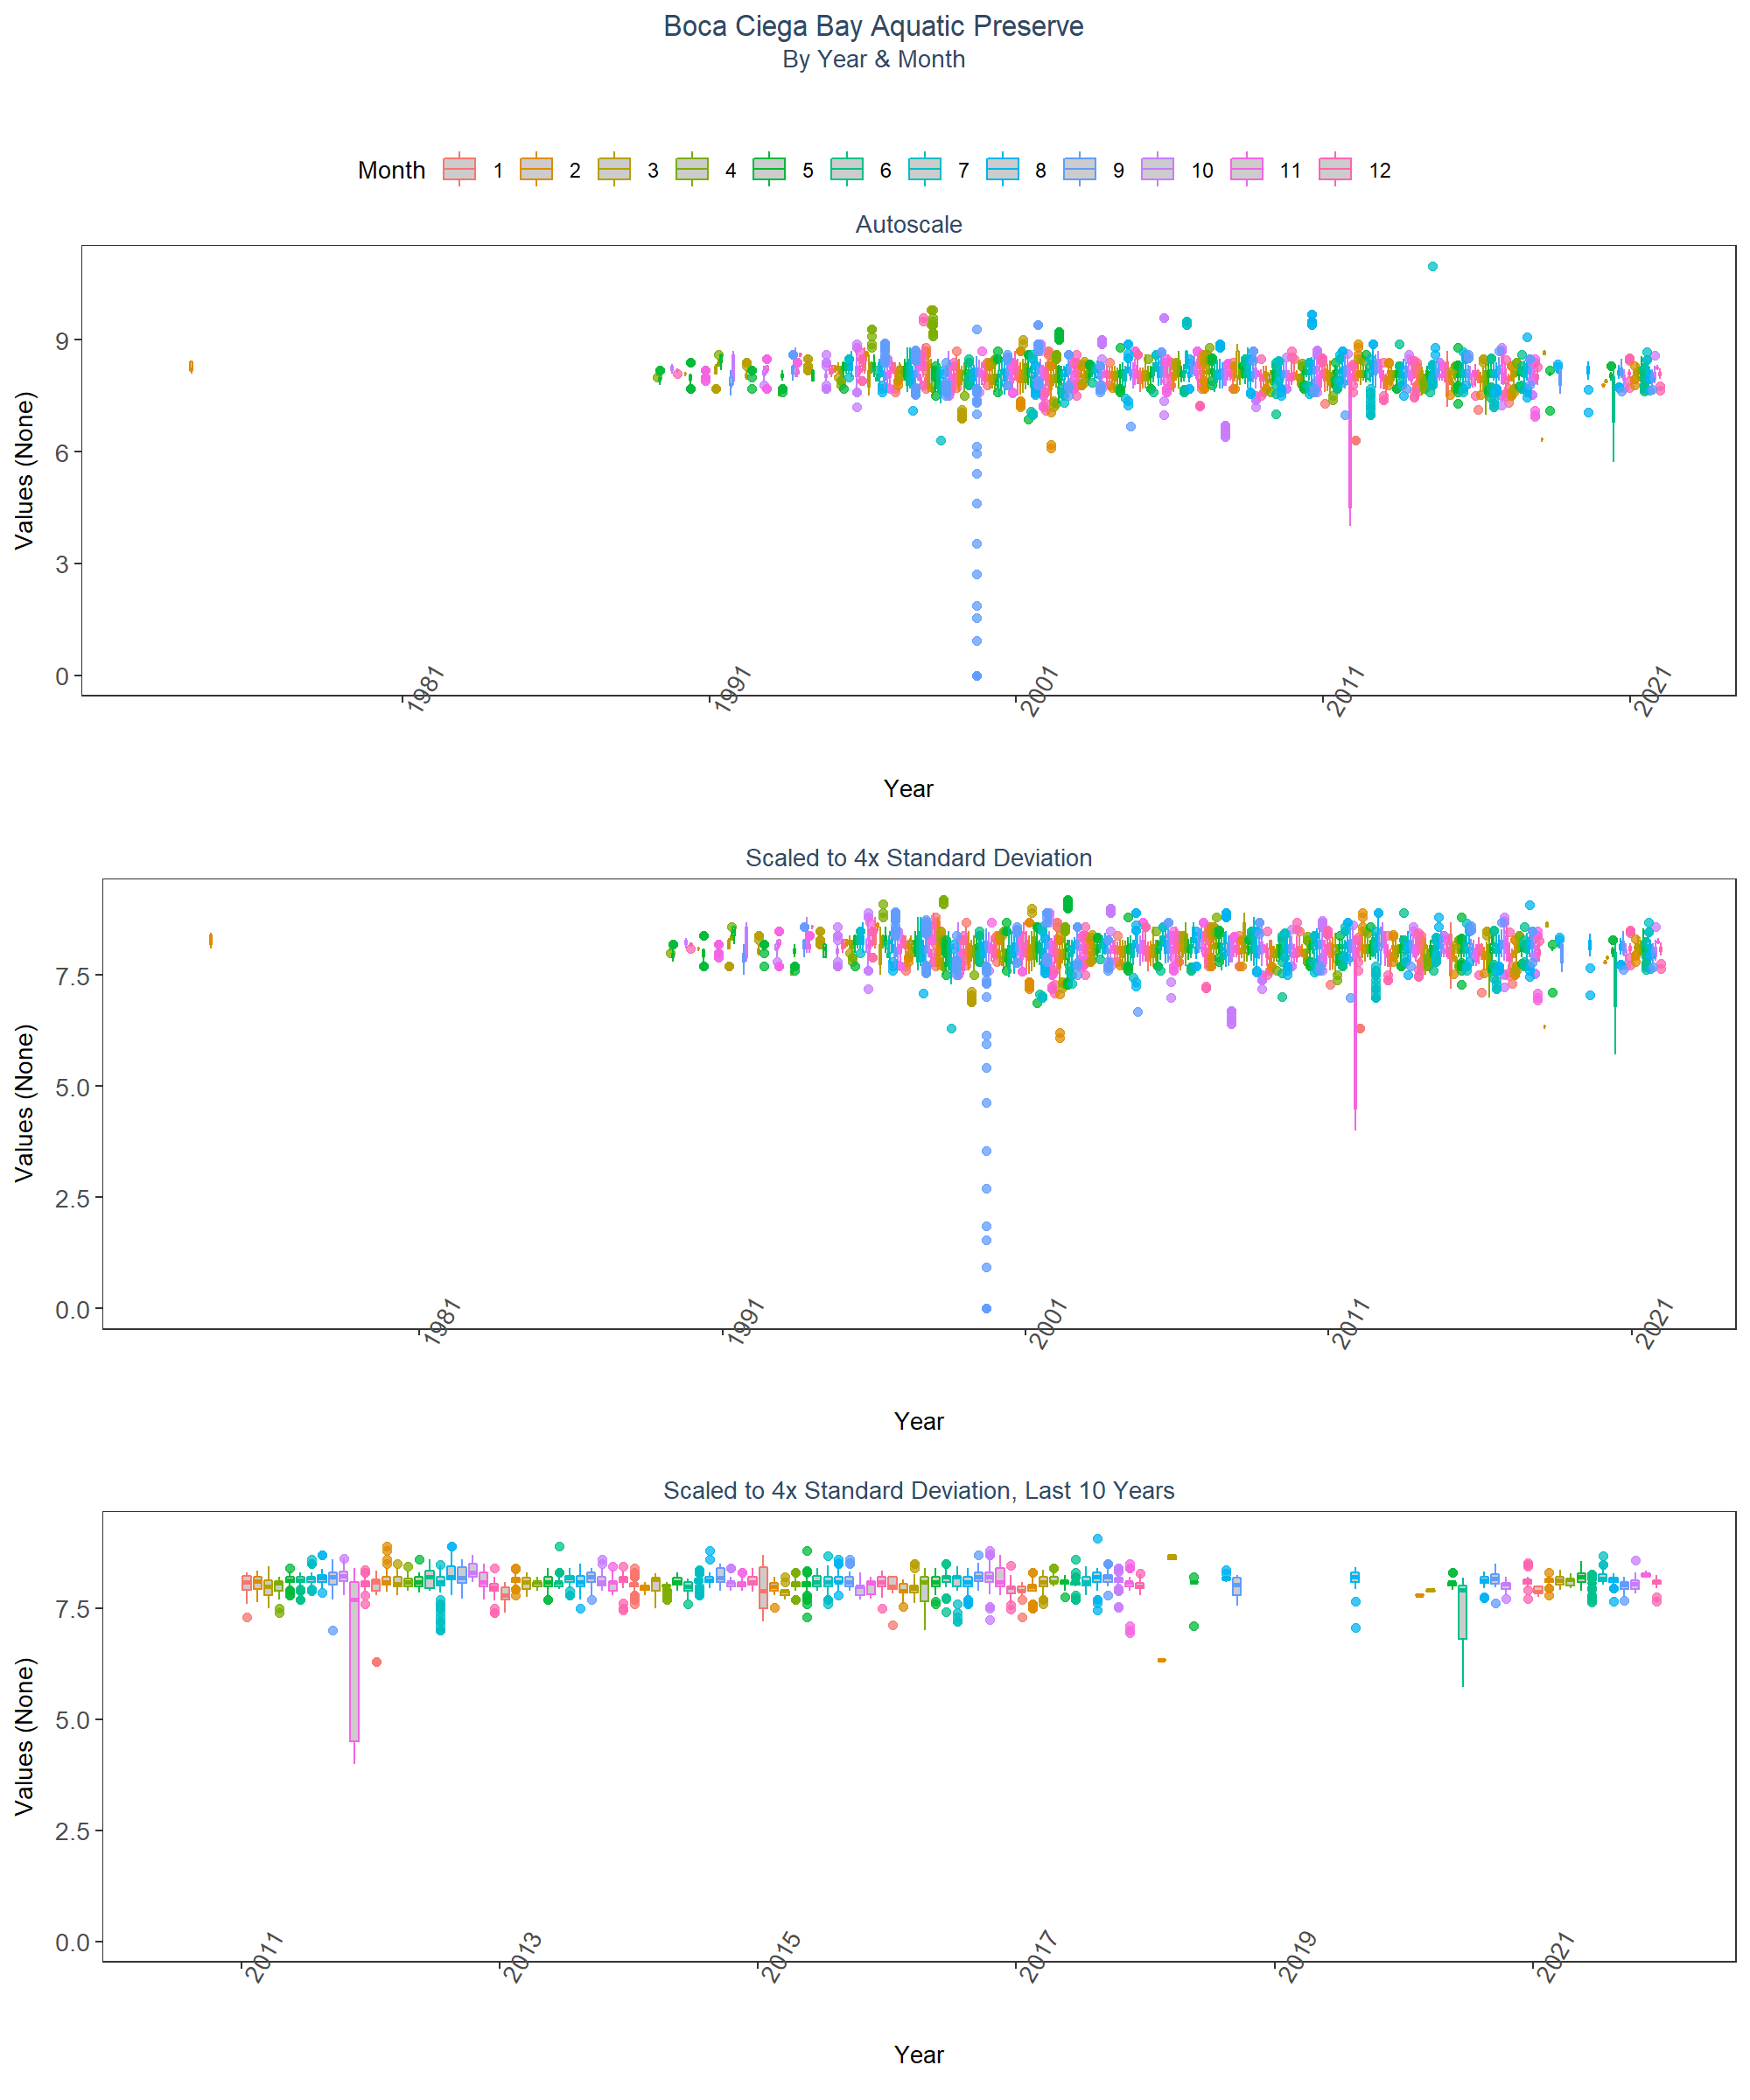 Boca Ciega Bay Aquatic Preserve
By Year & Month
Month 1 2 3 4 5 6 7 8 9 10 11 12
Autoscale
Values (None)
9
6
3
0
1981 1991 2001 2011 2021
Year
Scaled to 4x Standard Deviation
Values (None)
7.5
5.0
2.5
0.0
1981 1991 2001 2011 2021
Year
Scaled to 4x Standard Deviation, Last 10 Years
Values (None)
7.5
5.0
2.5
0.0
2011 2013 2015 2017 2019 2021
Year